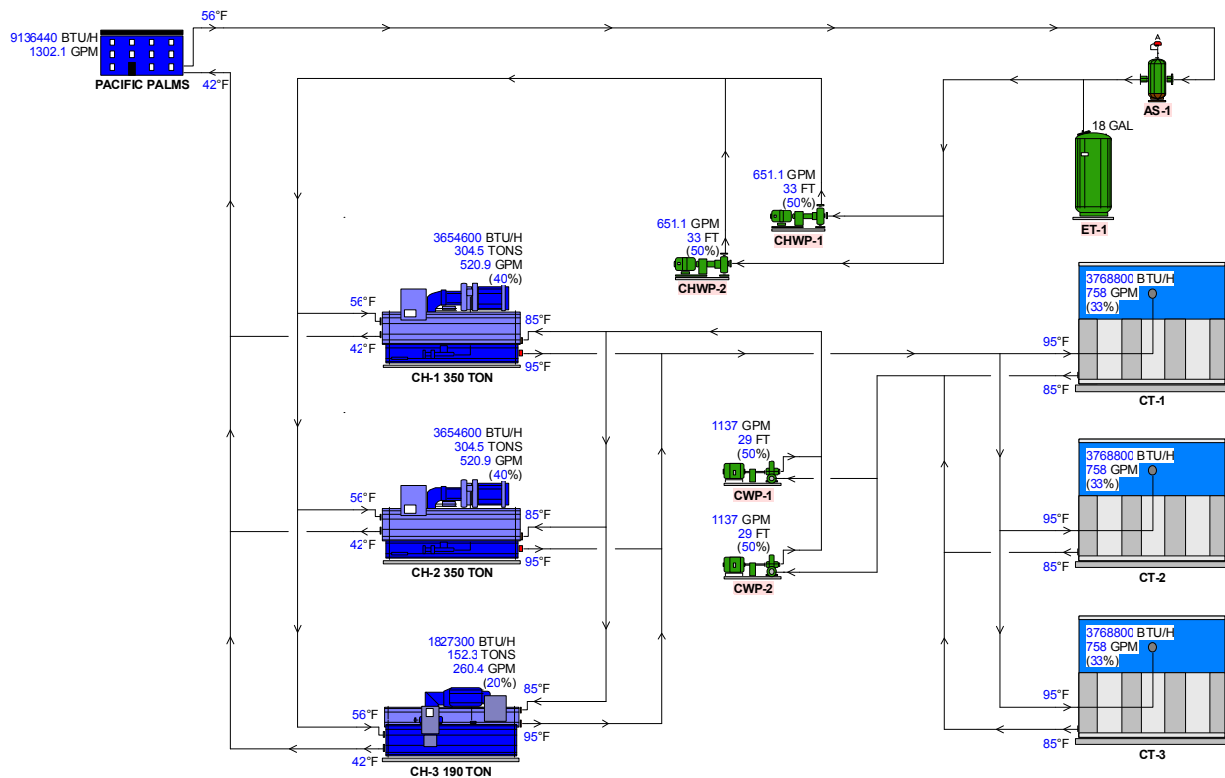 56°F
9136440 BTU/H
1302.1 GPM
PACIFIC PALMS
42°F
A
AS-1
18 GAL
ET-1
651.1 GPM
33 FT
(50%)
CHWP-1
651.1 GPM
33 FT
(50%)
CHWP-2
3654600 BTU/H
304.5 TONS
520.9 GPM
(40%)
56°F
85°F
42°F
95°F
CH-1 350 TON
3768800 BTU/H
758 GPM
(33%)
95°F
85°F
CT-1
1137 GPM
29 FT
(50%)
CWP-1
3654600 BTU/H
304.5 TONS
520.9 GPM
(40%)
56°F
85°F
42°F
95°F
CH-2 350 TON
1137 GPM
29 FT
(50%)
CWP-2
3768800 BTU/H
758 GPM
(33%)
95°F
85°F
CT-2
1827300 BTU/H
152.3 TONS
260.4 GPM
(20%)
85°F
56°F
95°F
42°F
CH-3 190 TON
3768800 BTU/H
758 GPM
(33%)
95°F
85°F
CT-3